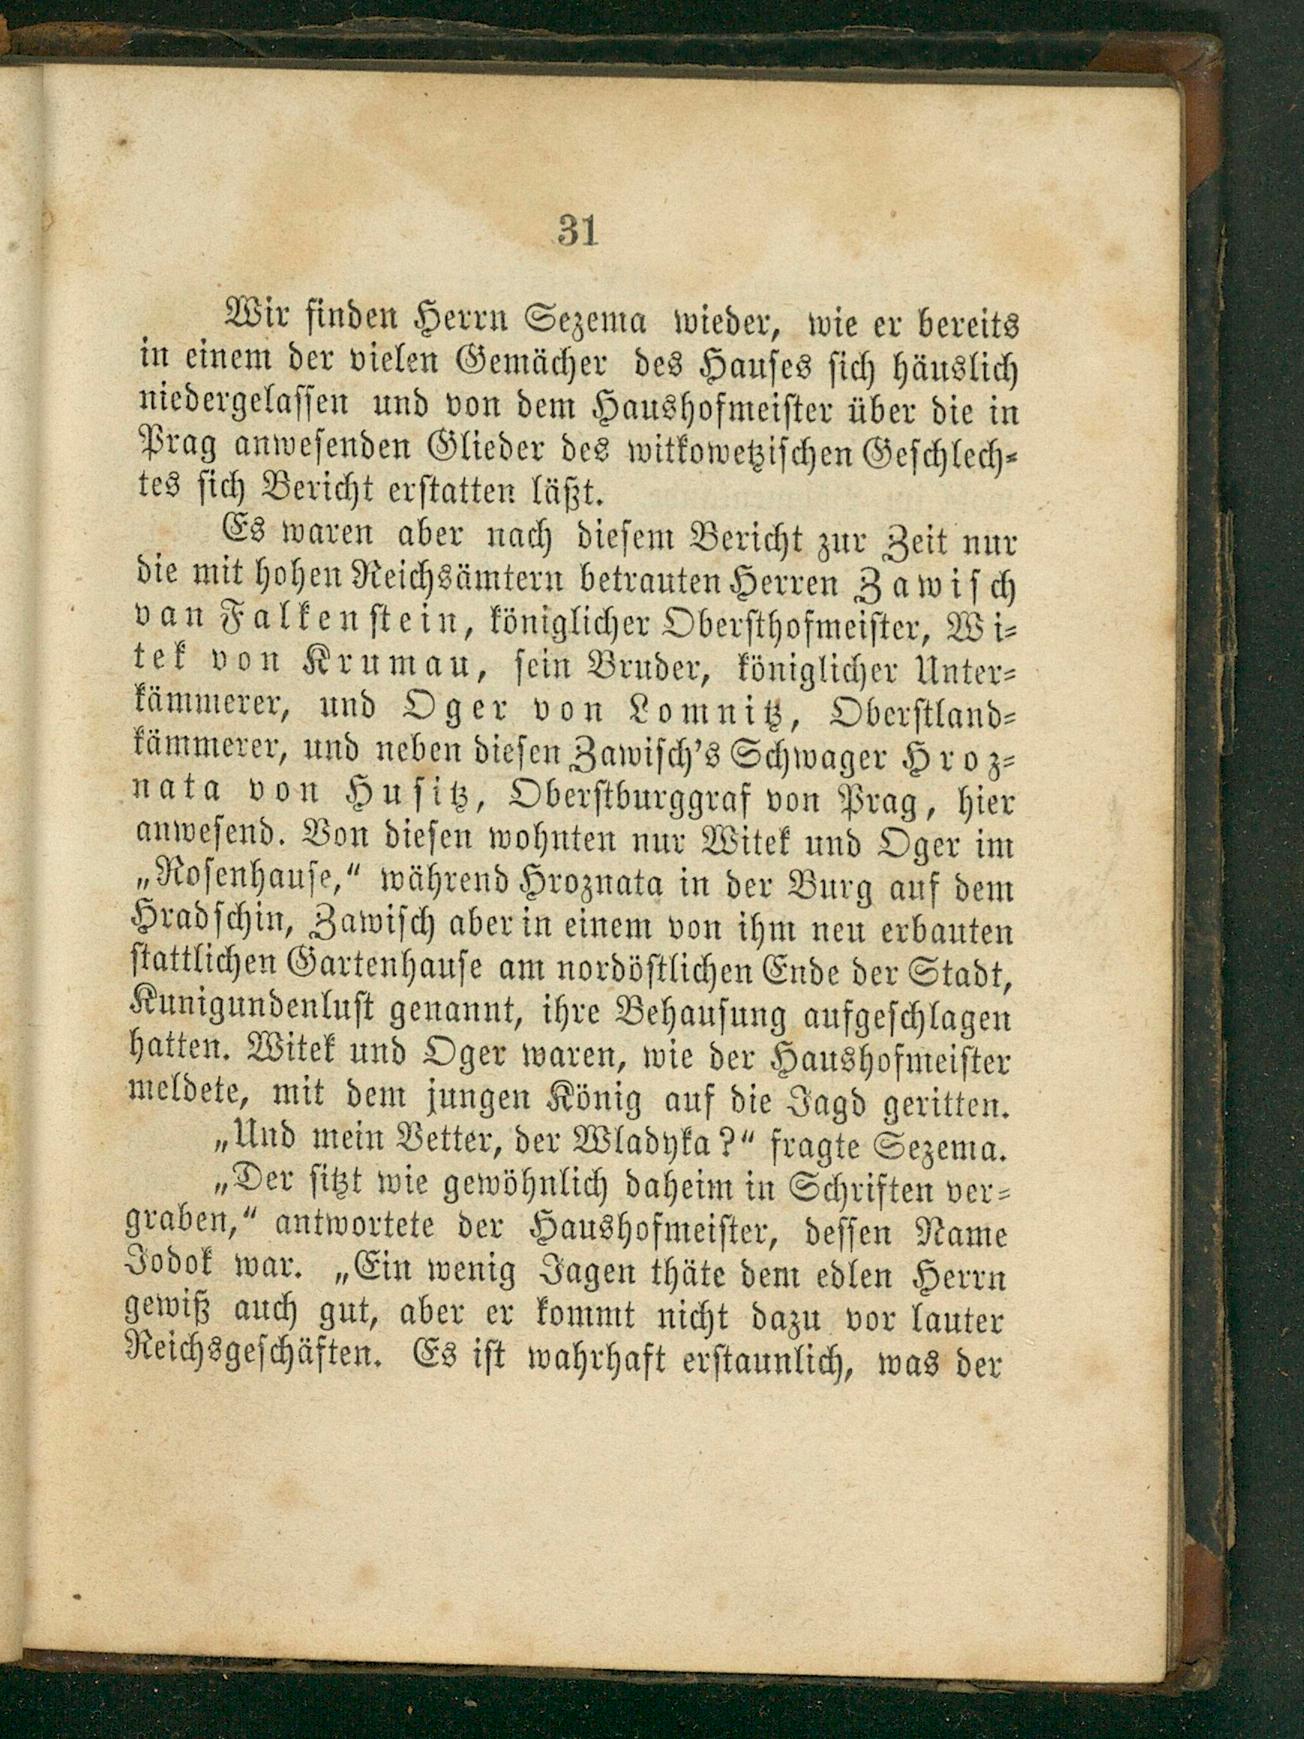 31
Wir finden Herrn Sezema wieder, wie er bereits
in einem der vielen Gemächer des Hauses sich häuslich
niedergelassen und von dem Haushofmeister über die in
Prag anwesenden Glieder des witkowetzischen Geschlech-
tes sich Bericht erstatten läßt.
Es waren aber nach diesem Bericht zur Zeit nur
die mit hohen Reichsämtern betrauten Herren Zawisch
van Falkenstein, königlicher Obersthofmeister, Wi-
tek von Krumau, sein Bruder, königlicher Unter-
kämmerer, und Oger von Lomnitz, Oberstland-
kämmerer, und neben diesen Zawisch's Schwager Hroz-
nata von Husitz, Oberstburggraf von Prag, hier
anwesend. Von diesen wohnten nur Witek und Oger im
„Rosenhause,“ während Hroznata in der Burg auf dem
Hradschin, Zawisch aber in einem von ihm neu erbauten
stattlichen Gartenhause am nordöstlichen Ende der Stadt,
Kunigundenlust genannt, ihre Behausung aufgeschlagen
hatten. Witek und Oger waren, wie der Haushofmeister
meldete, mit dem jungen König auf die Jagd geritten.
„Und mein Vetter, der Wladyka?“ fragte Sezema.
„Der sitzt wie gewöhnlich daheim in Schriften ver-
graben,“ antwortete der Haushofmeister, dessen Name
Jodok war. „Ein wenig Jagen thäte dem edlen Herrn
gewiß auch gut, aber er kommt nicht dazu vor lauter
Reichsgeschäften. Es ist wahrhaft erstaunlich, was der